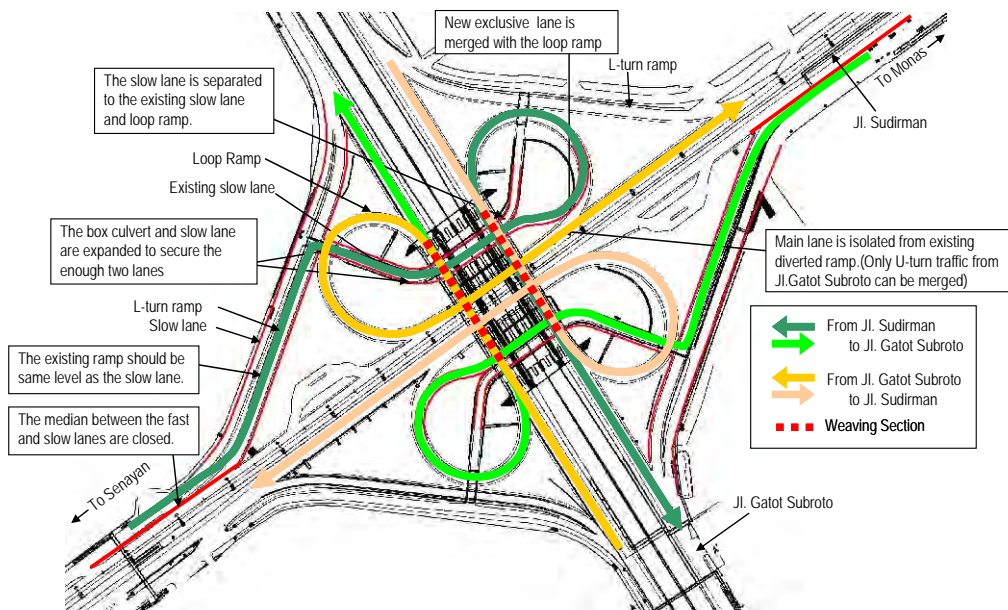 New exclusive lane is
merged with the loop ramp
L-turn ramp
To Monas
Jl. Sudirman
The slow lane is separated
to the existing slow lane
and loop ramp.
Loop Ramp
Existing slow lane
The box culvert and slow lane
are expanded to secure the
enough two lanes
Main lane is isolated from existing
diverted ramp.(Only U-turn traffic from
Jl.Gatot Subroto can be merged)
L-turn ramp
Slow lane
The existing ramp should be
same level as the slow lane.
The median between the fast
and slow lanes are closed.
From Jl. Sudirman
to Jl. Gatot Subroto
From Jl. Gatot Subroto
to Jl. Sudirman
Weaving Section
To Senayan
Jl. Gatot Subroto